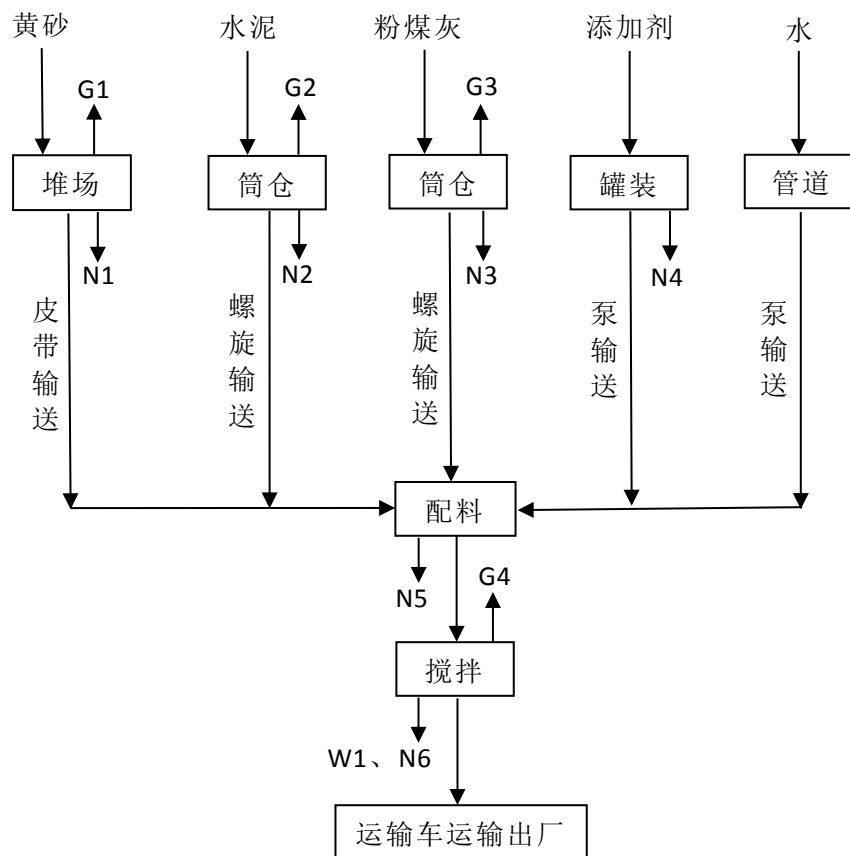 黄砂
水泥
粉煤灰
添加剂
水
G1
G2
G3
堆场
筒仓
筒仓
罐装
管道
N1
N2
N3
N4
皮带输送
螺旋输送
螺旋输送
泵输送
泵输送
配料
N5
G4
搅拌
W1、N6
运输车运输出厂